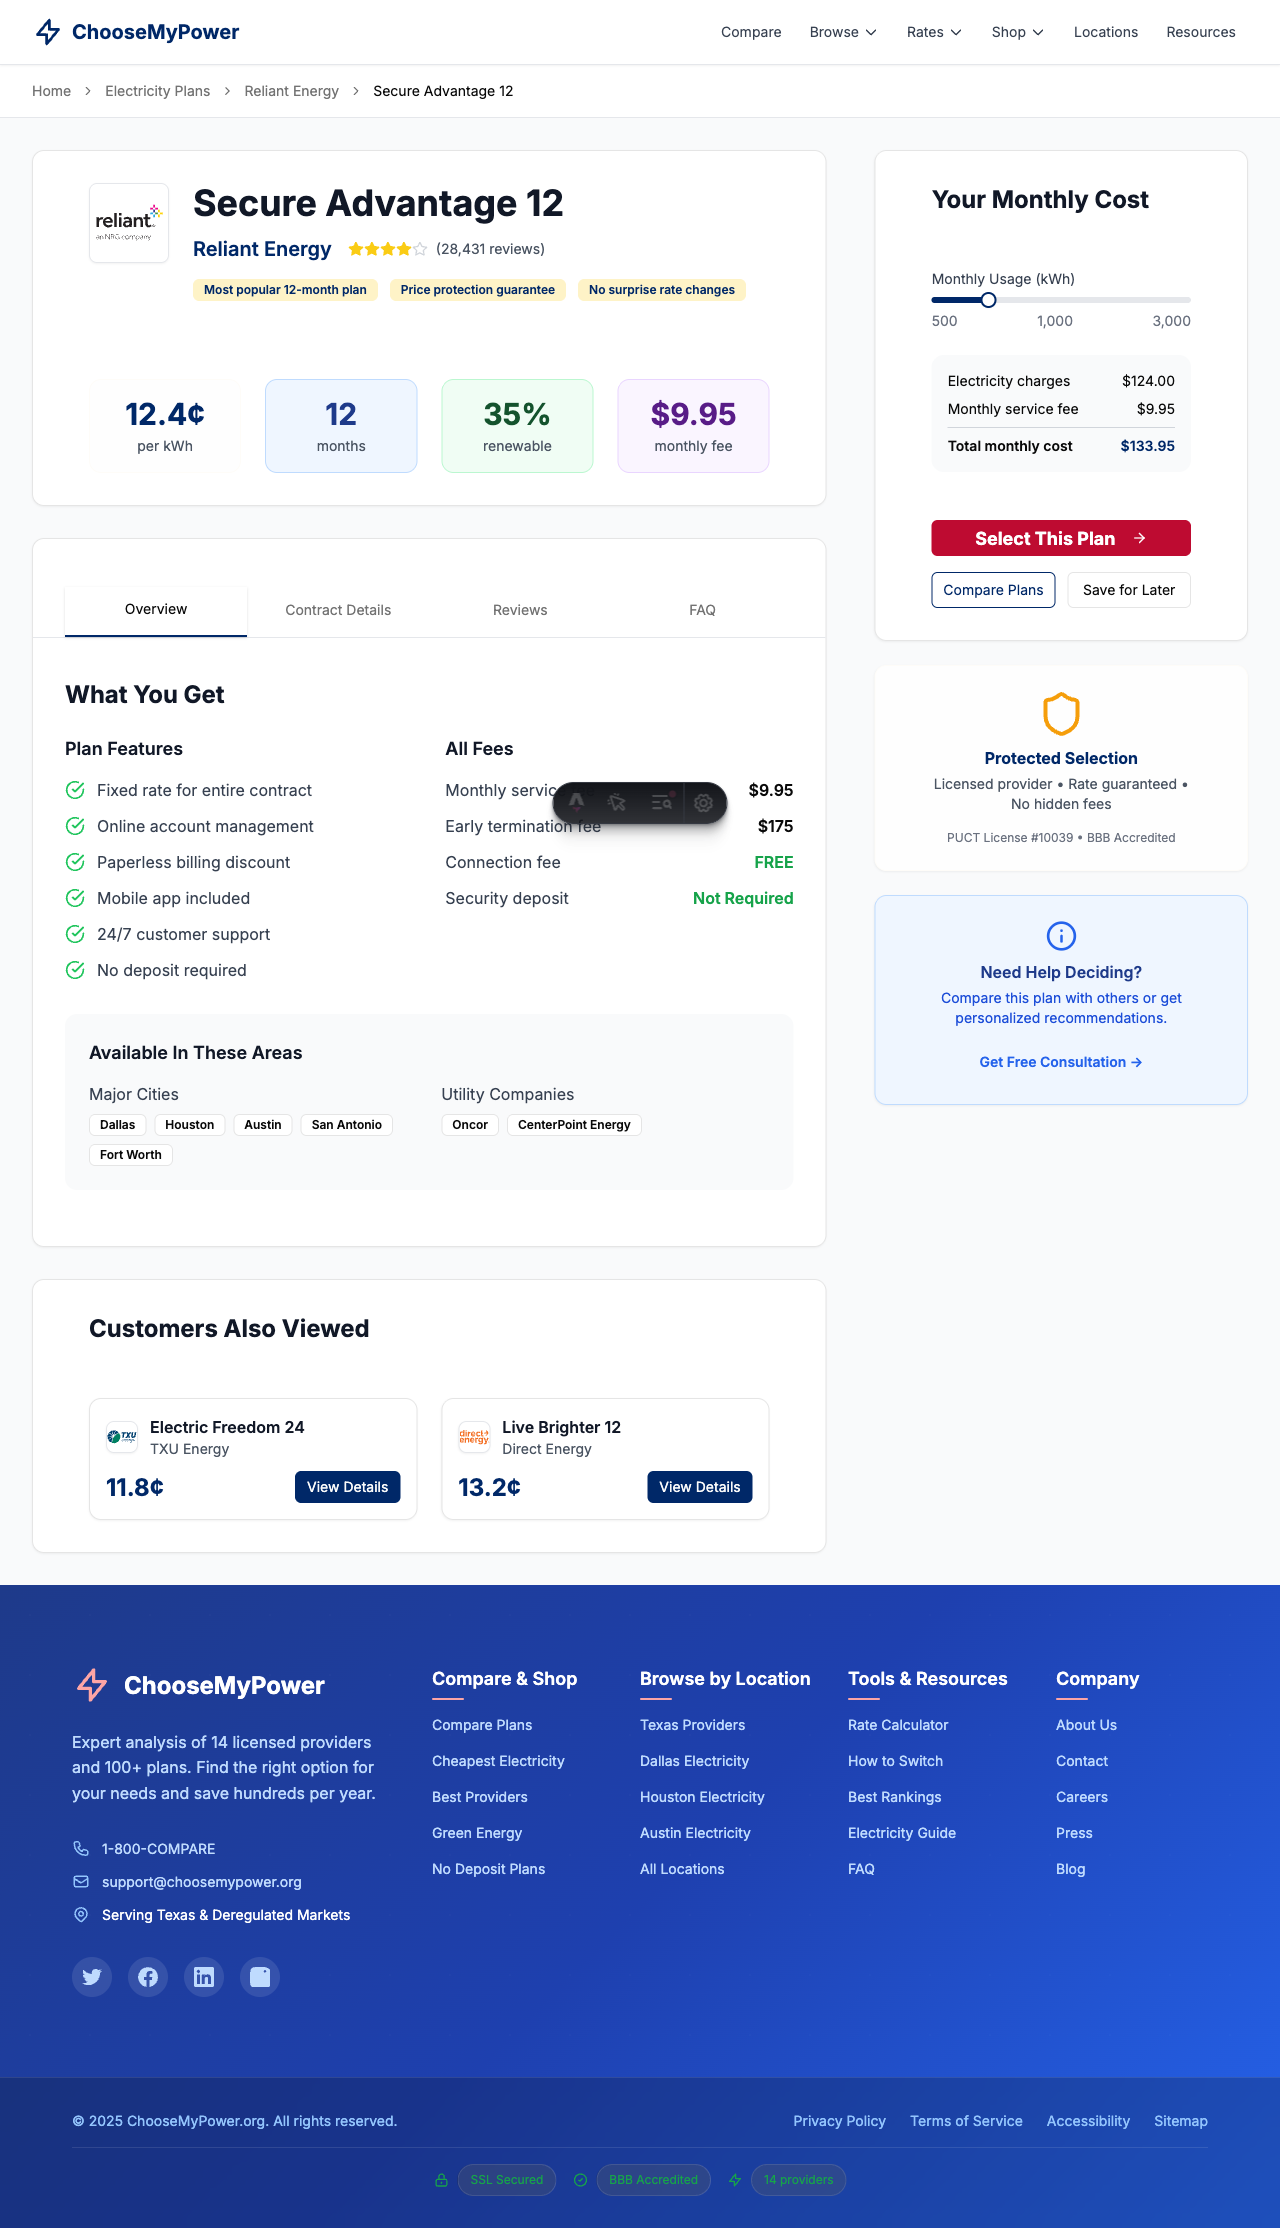 ChooseMyPower
Compare
Browse
Rates
Shop
Locations
Resources
Home
Electricity Plans
Reliant Energy
Secure Advantage 12
reliant
an NRG company
Secure Advantage 12
Reliant Energy
(28,431 reviews)
Most popular 12-month plan
Price protection guarantee
No surprise rate changes
12.4¢
per kWh
12
months
35%
renewable
$9.95
monthly fee
Your Monthly Cost
Monthly Usage (kWh)
500
1,000
3,000
Electricity charges
$124.00
Monthly service fee
$9.95
Total monthly cost
$133.95
Select This Plan
Compare Plans
Save for Later
Protected Selection
Licensed provider • Rate guaranteed •
No hidden fees
PUCT License #10039 • BBB Accredited
Need Help Deciding?
Compare this plan with others or get
personalized recommendations.
Get Free Consultation →
Overview
Contract Details
Reviews
FAQ
What You Get
Plan Features
Fixed rate for entire contract
Online account management
Paperless billing discount
Mobile app included
24/7 customer support
No deposit required
All Fees
Monthly servic
$9.95
Early termination fee
$175
Connection fee
FREE
Security deposit
Not Required
Available In These Areas
Major Cities
Dallas
Houston
Austin
San Antonio
Fort Worth
Utility Companies
Oncor
CenterPoint Energy
Customers Also Viewed
TXU
energy
Electric Freedom 24
TXU Energy
11.8¢
View Details
direct
energy
Live Brighter 12
Direct Energy
13.2¢
View Details
ChooseMyPower
Expert analysis of 14 licensed providers
and 100+ plans. Find the right option for
your needs and save hundreds per year.
1-800-COMPARE
support@choosemypower.org
Serving Texas & Deregulated Markets
Compare & Shop
Compare Plans
Cheapest Electricity
Best Providers
Green Energy
No Deposit Plans
Browse by Location
Texas Providers
Dallas Electricity
Houston Electricity
Austin Electricity
All Locations
Tools & Resources
Rate Calculator
How to Switch
Best Rankings
Electricity Guide
FAQ
Company
About Us
Contact
Careers
Press
Blog
© 2025 ChooseMyPower.org. All rights reserved.
Privacy Policy
Terms of Service
Accessibility
Sitemap
SSL Secured
BBB Accredited
14 providers